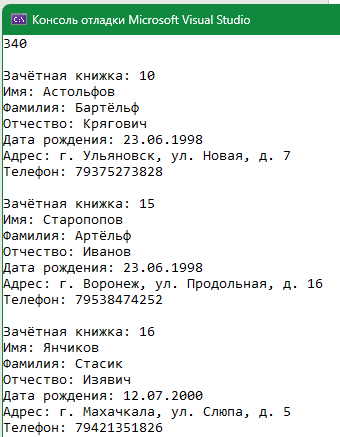 Консоль отладки Microsoft Visual Studio
340
Зачётная книжка: 10
Имя: Астольфов
Фамилия: Бартёльф
Отчество: Крягович
Дата рождения: 23.06.1998
Адрес: г. Ульяновск, ул. Новая, д. 7
Телефон: 79375273828
Зачётная книжка: 15
Имя: Старопопов
Фамилия: Артёльф
Отчество: Иванов
Дата рождения: 23.06.1998
Адрес: г. Воронеж, ул. Продольная, д. 16
Телефон: 79538474252
Зачётная книжка: 16
Имя: Янчиков
Фамилия: Стасик
Отчество: Изявич
Дата рождения: 12.07.2000
Адрес: г. Махачкала, ул. Слюпа, д. 5
Телефон: 79421351826